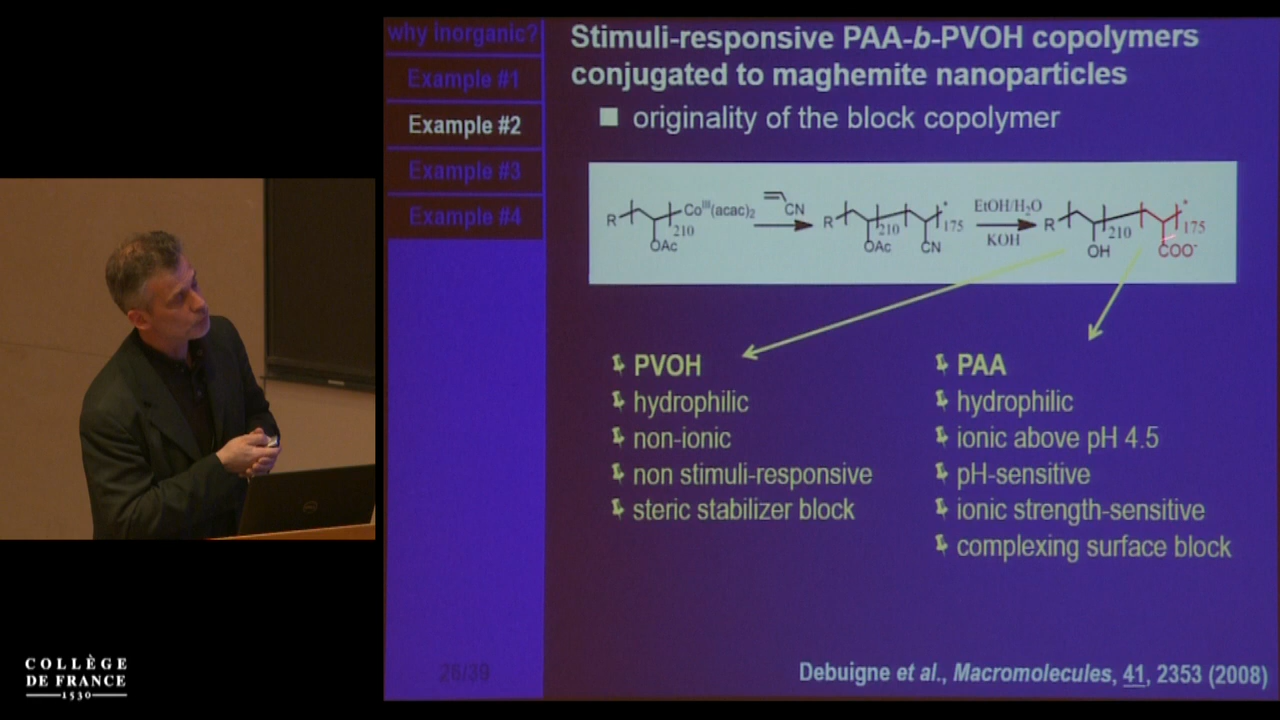 why inorganic?
Example #1
Example #2
Example #3
Example #4
Stimuli-responsive PAA-b-PVOH copolymers
conjugated to maghemite nanoparticles
originality of the block copolymer
R
OAc
210
Coᴵᴵᴵ(acac)₂
CN
R
OAc
210
CN
175
EtOH/H₂O
KOH
R
OH
210
COO⁻
175
PVOH
hydrophilic
non-ionic
non stimuli-responsive
steric stabilizer block
PAA
hydrophilic
ionic above pH 4.5
pH-sensitive
ionic strength-sensitive
complexing surface block
26/39
Debuigne et al., Macromolecules, 41, 2353 (2008)
COLLÈGE
DE FRANCE
1530